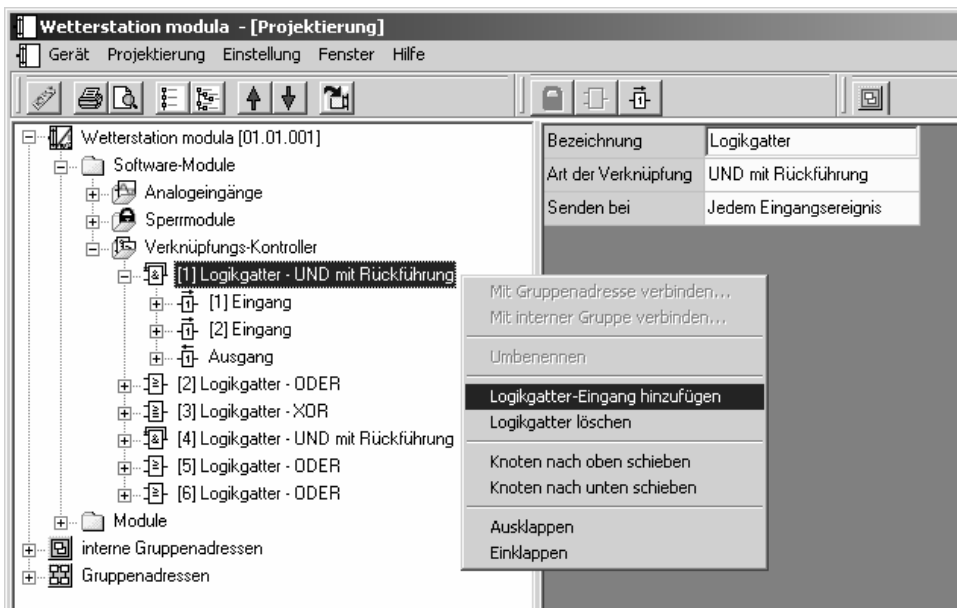 Wetterstation modula - [Projektierung]
Gerät Projektierung Einstellung Fenster Hilfe
Wetterstation modula [01.01.001]
Software-Module
Analogeingänge
Sperrmodule
Verknüpfungs-Kontroller
[1] Logikgatter - UND mit Rückführung
[1] Eingang
[2] Eingang
Ausgang
[2] Logikgatter - ODER
[3] Logikgatter - XOR
[4] Logikgatter - UND mit Rückführung
[5] Logikgatter - ODER
[6] Logikgatter - ODER
Module
interne Gruppenadressen
Gruppenadressen
Bezeichnung Logikgatter
Art der Verknüpfung UND mit Rückführung
Senden bei Jedem Eingangsereignis
Mit Gruppenadresse verbinden...
Mit interner Gruppe verbinden...
Umbenennen
Logikgatter-Eingang hinzufügen
Logikgatter löschen
Knoten nach oben schieben
Knoten nach unten schieben
Ausklappen
Einklappen